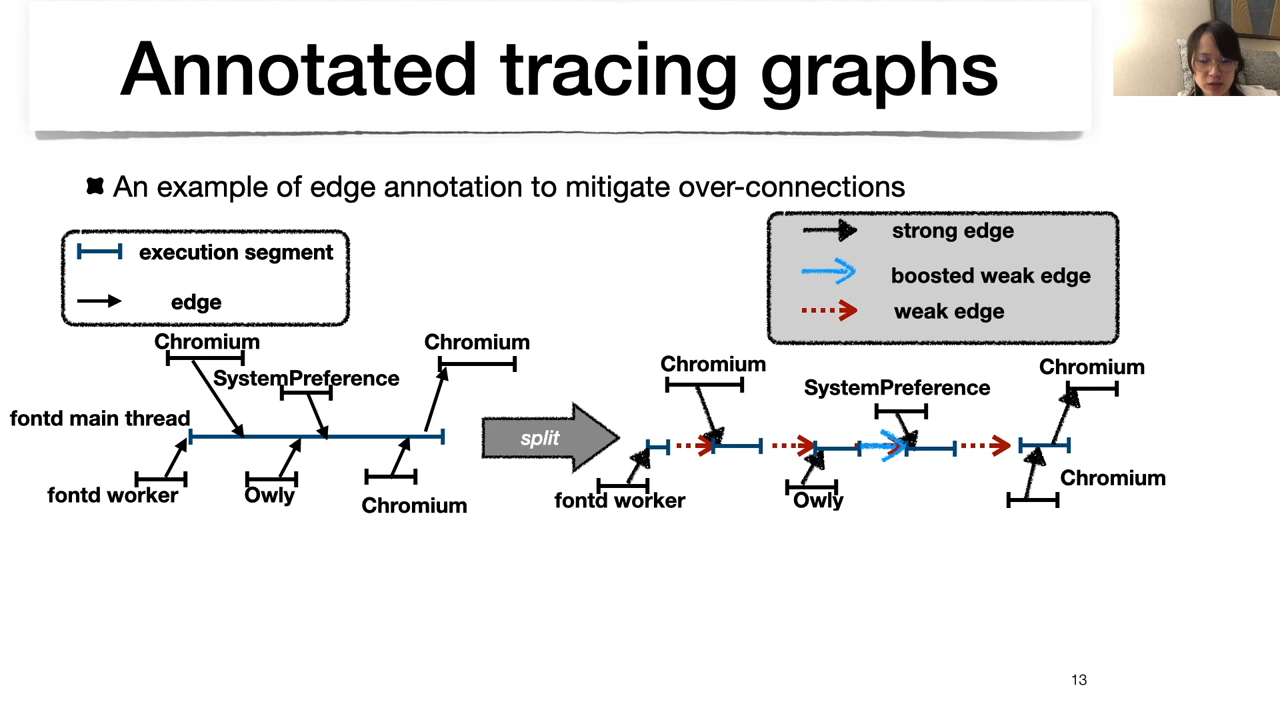 Annotated tracing graphs
An example of edge annotation to mitigate over-connections
execution segment
edge
strong edge
boosted weak edge
weak edge
Chromium
SystemPreference
Chromium
fontd main thread
fontd worker
Owly
Chromium
split
Chromium
SystemPreference
Chromium
fontd worker
Owly
Chromium
13